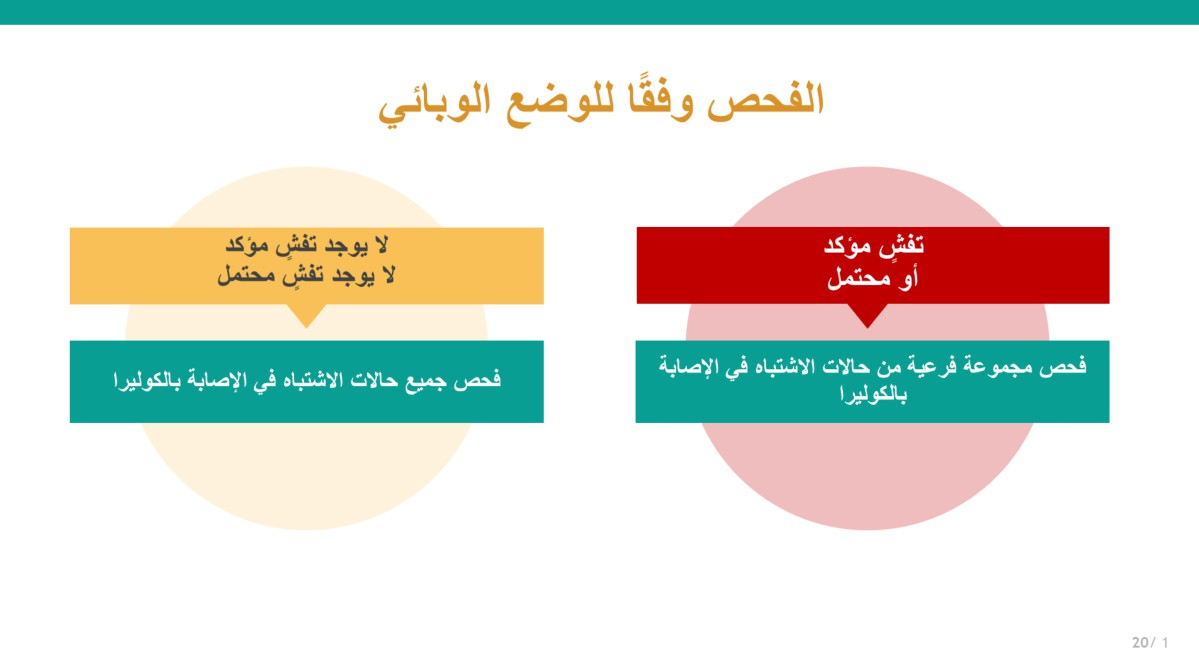 الفحص وفقًا للوضع الوبائي
تفشٍ مؤكد
أو محتمل
فحص مجموعة فرعية من حالات الاشتباه في الإصابة
بالكوليرا
لا يوجد تفشٍ مؤكد
لا يوجد تفشٍ محتمل
فحص جميع حالات الاشتباه في الإصابة بالكوليرا
20/ 1